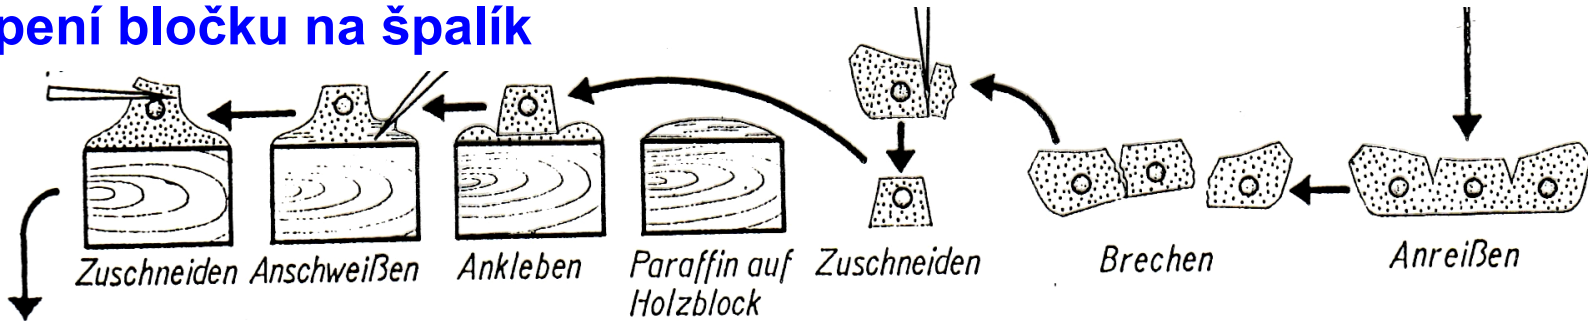 pení bločku na špalík
Zuschneiden Anschweißen Ankleben Paraffin auf Zuschneiden Brechen Anreißen
Holzblock